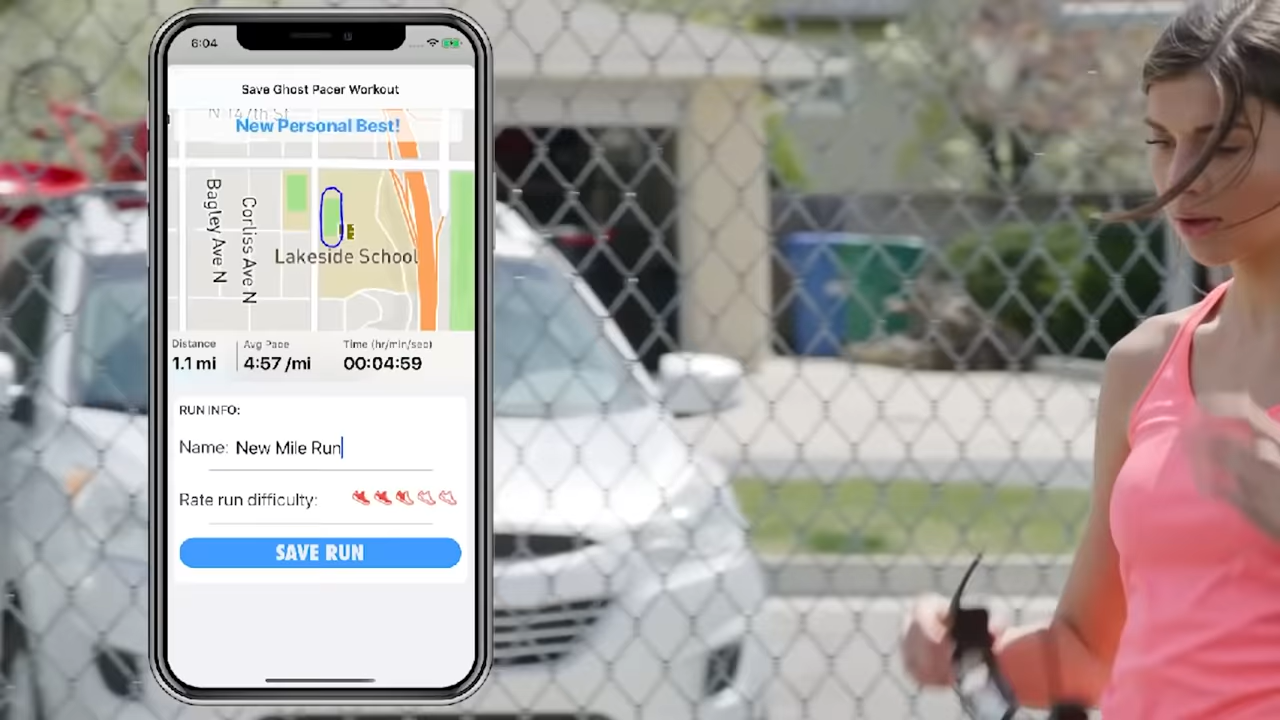 6:04
Save Ghost Pacer Workout
N 147th St
New Personal Best!
Bagley Ave N
Corliss Ave N
Lakeside School
Distance
Avg Pace
Time (hr/min/sec)
1.1 mi
4:57 /mi
00:04:59
RUN INFO:
Name: New Mile Run
Rate run difficulty:
SAVE RUN